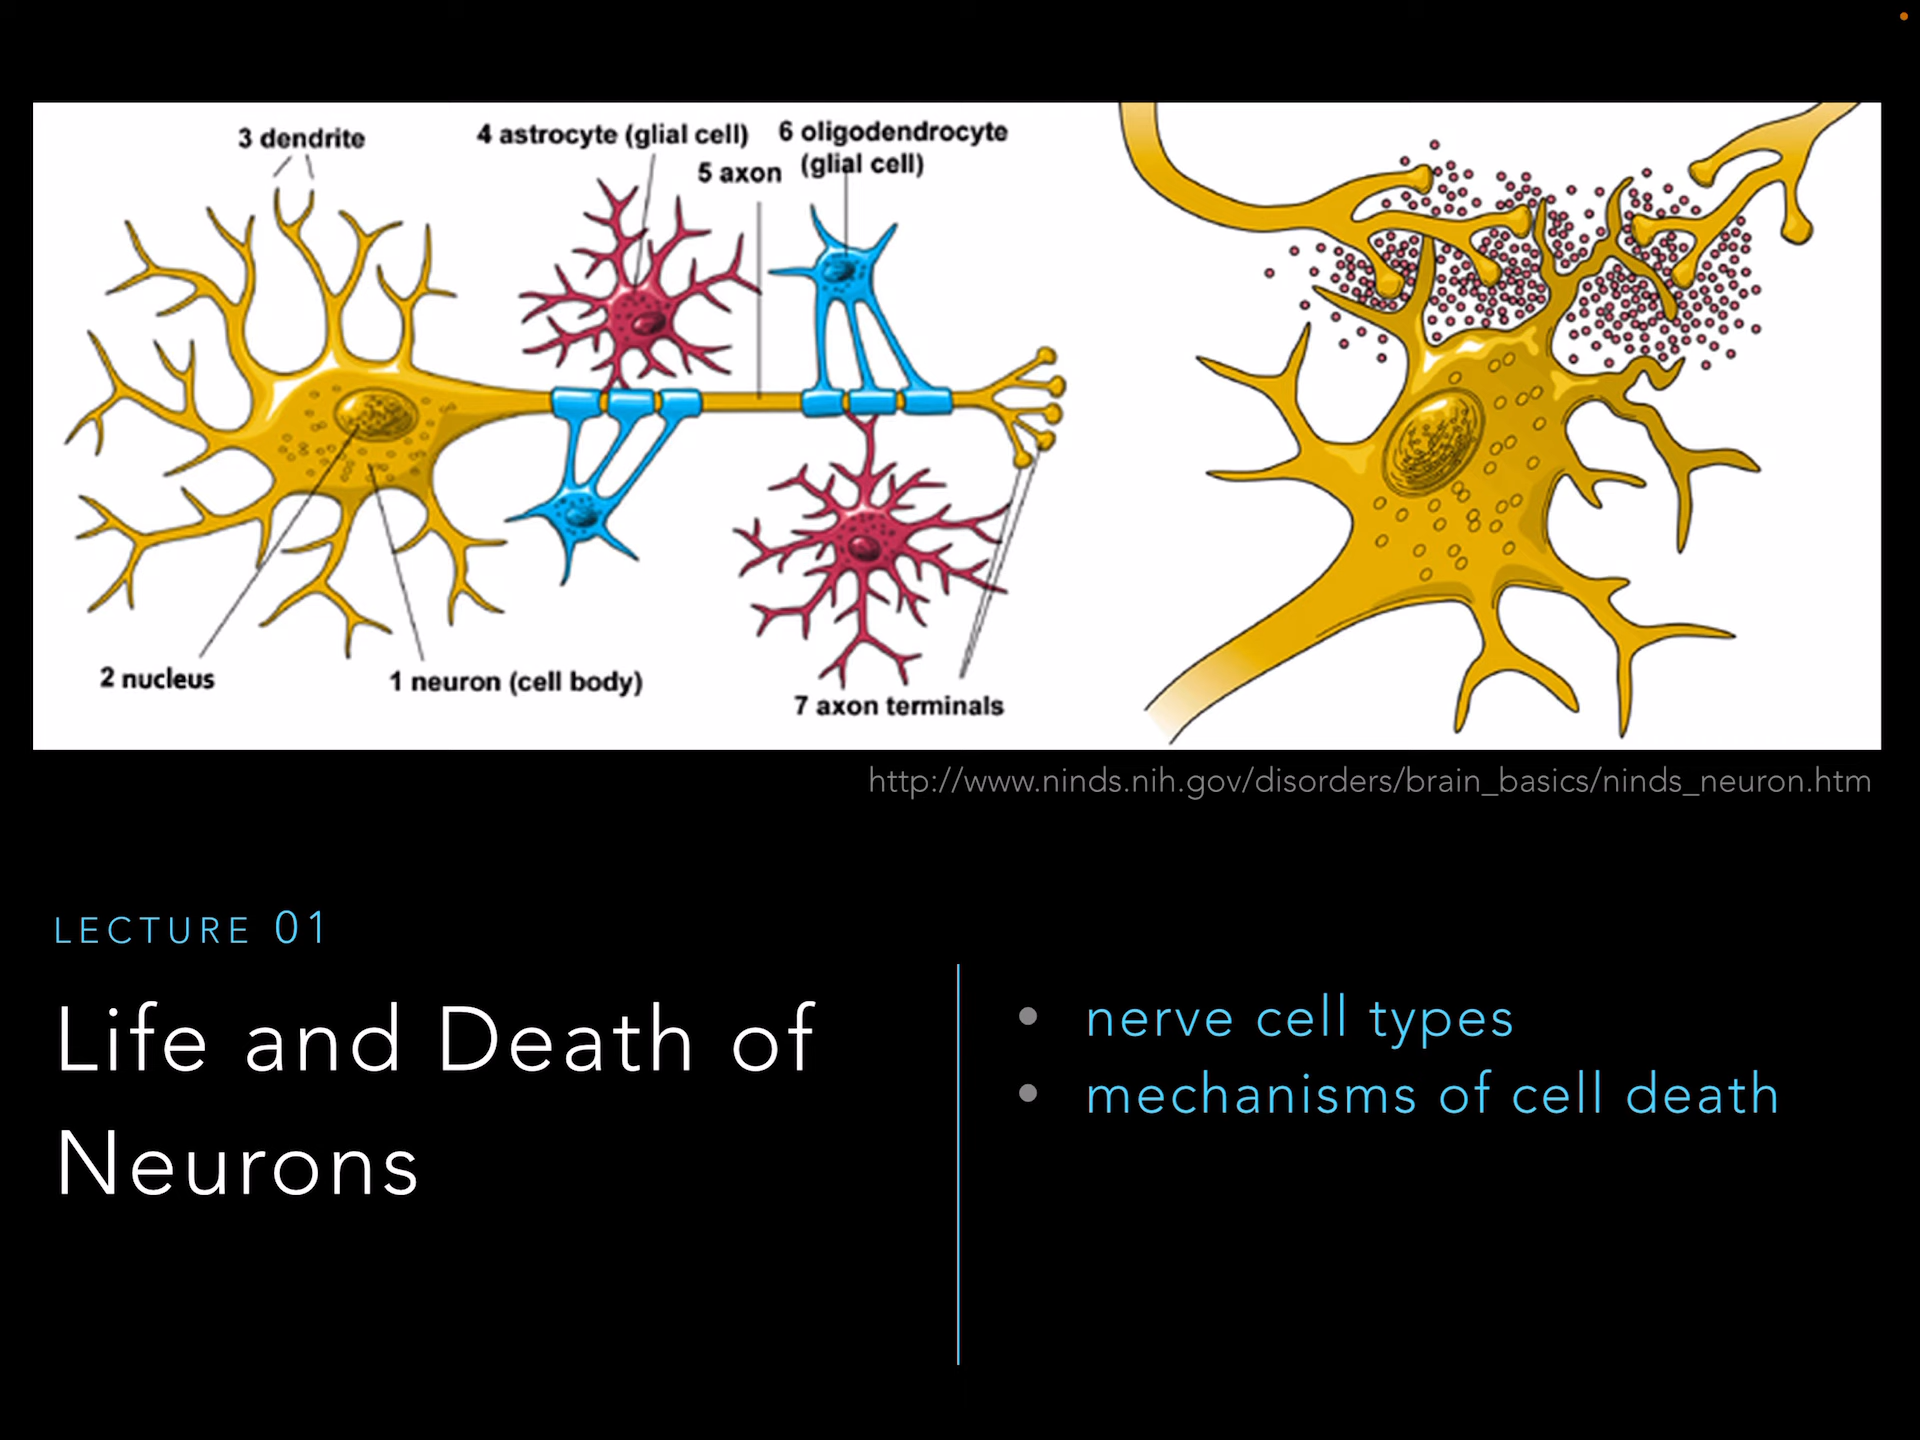 3 dendrite
4 astrocyte (glial cell)
6 oligodendrocyte
(glial cell)
5 axon
2 nucleus
1 neuron (cell body)
7 axon terminals
http://www.ninds.nih.gov/disorders/brain_basics/ninds_neuron.htm
LECTURE 01
Life and Death of
Neurons
• nerve cell types
• mechanisms of cell death